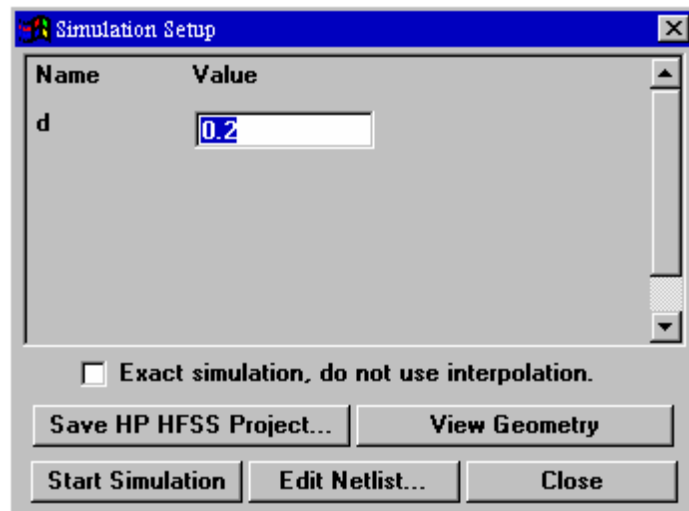 Simulation Setup
Name Value
d 0.2
Exact simulation, do not use interpolation.
Save HP HFSS Project... View Geometry
Start Simulation Edit Netlist... Close